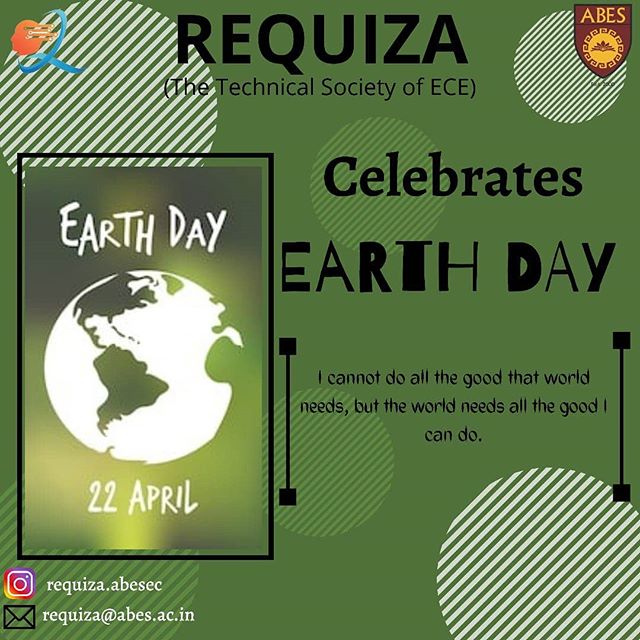 REQUIZA
(The Technical Society of ECE)
ABES
Celebrates
EARTH DAY
EARTH DAY
22 APRIL
I cannot do all the good that world
needs, but the world needs all the good I
can do.
requiza.abesec
requiza@abes.ac.in